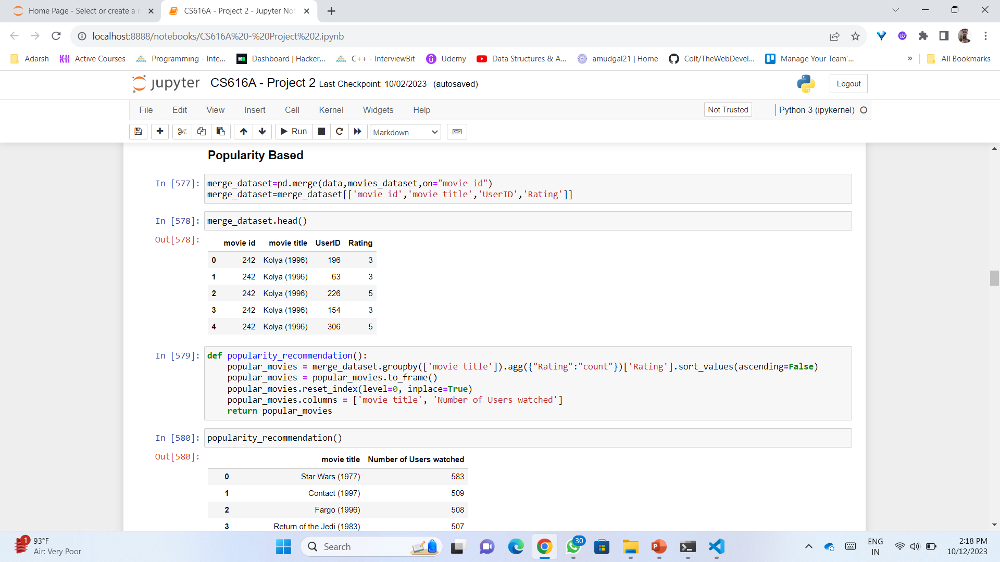 Home Page - Select or create a n
CS616A - Project 2 - Jupyter Not
localhost:8888/notebooks/CS616A%20-%20Project%202.ipynb
Adarsh
Active Courses
Programming - Inte...
Dashboard | Hacker...
C++ - InterviewBit
Udemy
Data Structures & A...
amudgal21 | Home
Colt/TheWebDevel...
Manage Your Team'...
»
All Bookmarks
jupyter CS616A - Project 2 Last Checkpoint: 10/02/2023 (autosaved)
Logout
File Edit View Insert Cell Kernel Widgets Help
Not Trusted
Python 3 (ipykernel)
Run
Markdown
Popularity Based
In [577]: merge_dataset=pd.merge(data,movies_dataset,on="movie id")
merge_dataset=merge_dataset[['movie id','movie title','UserID','Rating']]
In [578]: merge_dataset.head()
Out[578]:
movie id movie title UserID Rating
0 242 Kolya (1996) 196 3
1 242 Kolya (1996) 63 3
2 242 Kolya (1996) 226 5
3 242 Kolya (1996) 154 3
4 242 Kolya (1996) 306 5
In [579]: def popularity_recommendation():
    popular_movies = merge_dataset.groupby(['movie title']).agg({"Rating":"count"})['Rating'].sort_values(ascending=False)
    popular_movies = popular_movies.to_frame()
    popular_movies.reset_index(level=0, inplace=True)
    popular_movies.columns = ['movie title', 'Number of Users watched']
    return popular_movies
In [580]: popularity_recommendation()
Out[580]:
movie title Number of Users watched
0 Star Wars (1977) 583
1 Contact (1997) 509
2 Fargo (1996) 508
3 Return of the Jedi (1983) 507
1
93°F
Air: Very Poor
Search
30
ENG
IN
2:18 PM
10/12/2023